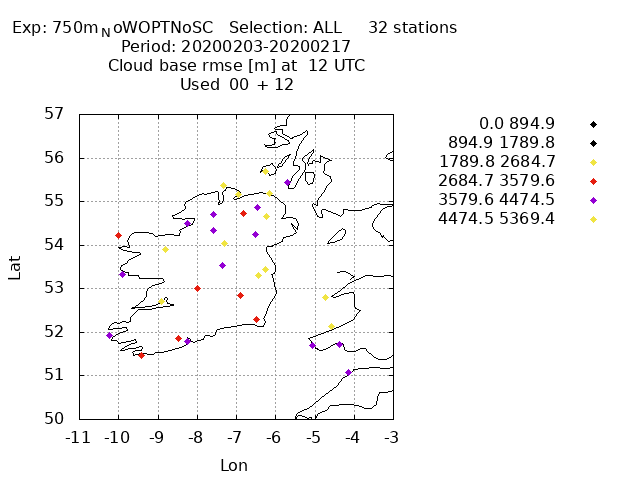 Exp: 750mNoWOPTNoSC Selection: ALL 32 stations
Period: 20200203-20200217
Cloud base rmse [m] at 12 UTC
Used 00 + 12
0.0 894.9
894.9 1789.8
1789.8 2684.7
2684.7 3579.6
3579.6 4474.5
4474.5 5369.4
57
56
55
54
53
52
51
50
Lat
-11 -10 -9 -8 -7 -6 -5 -4 -3
Lon